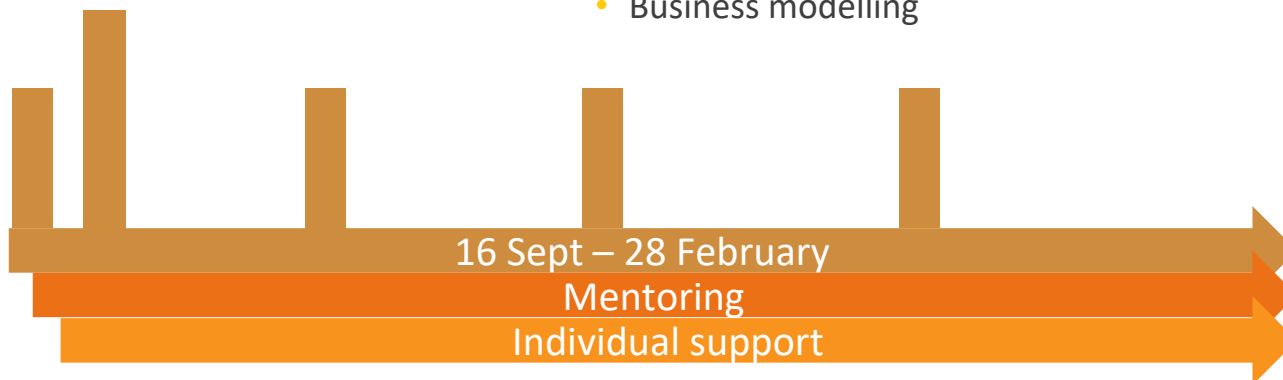 • Business modelling
16 Sept – 28 February
Mentoring
Individual support